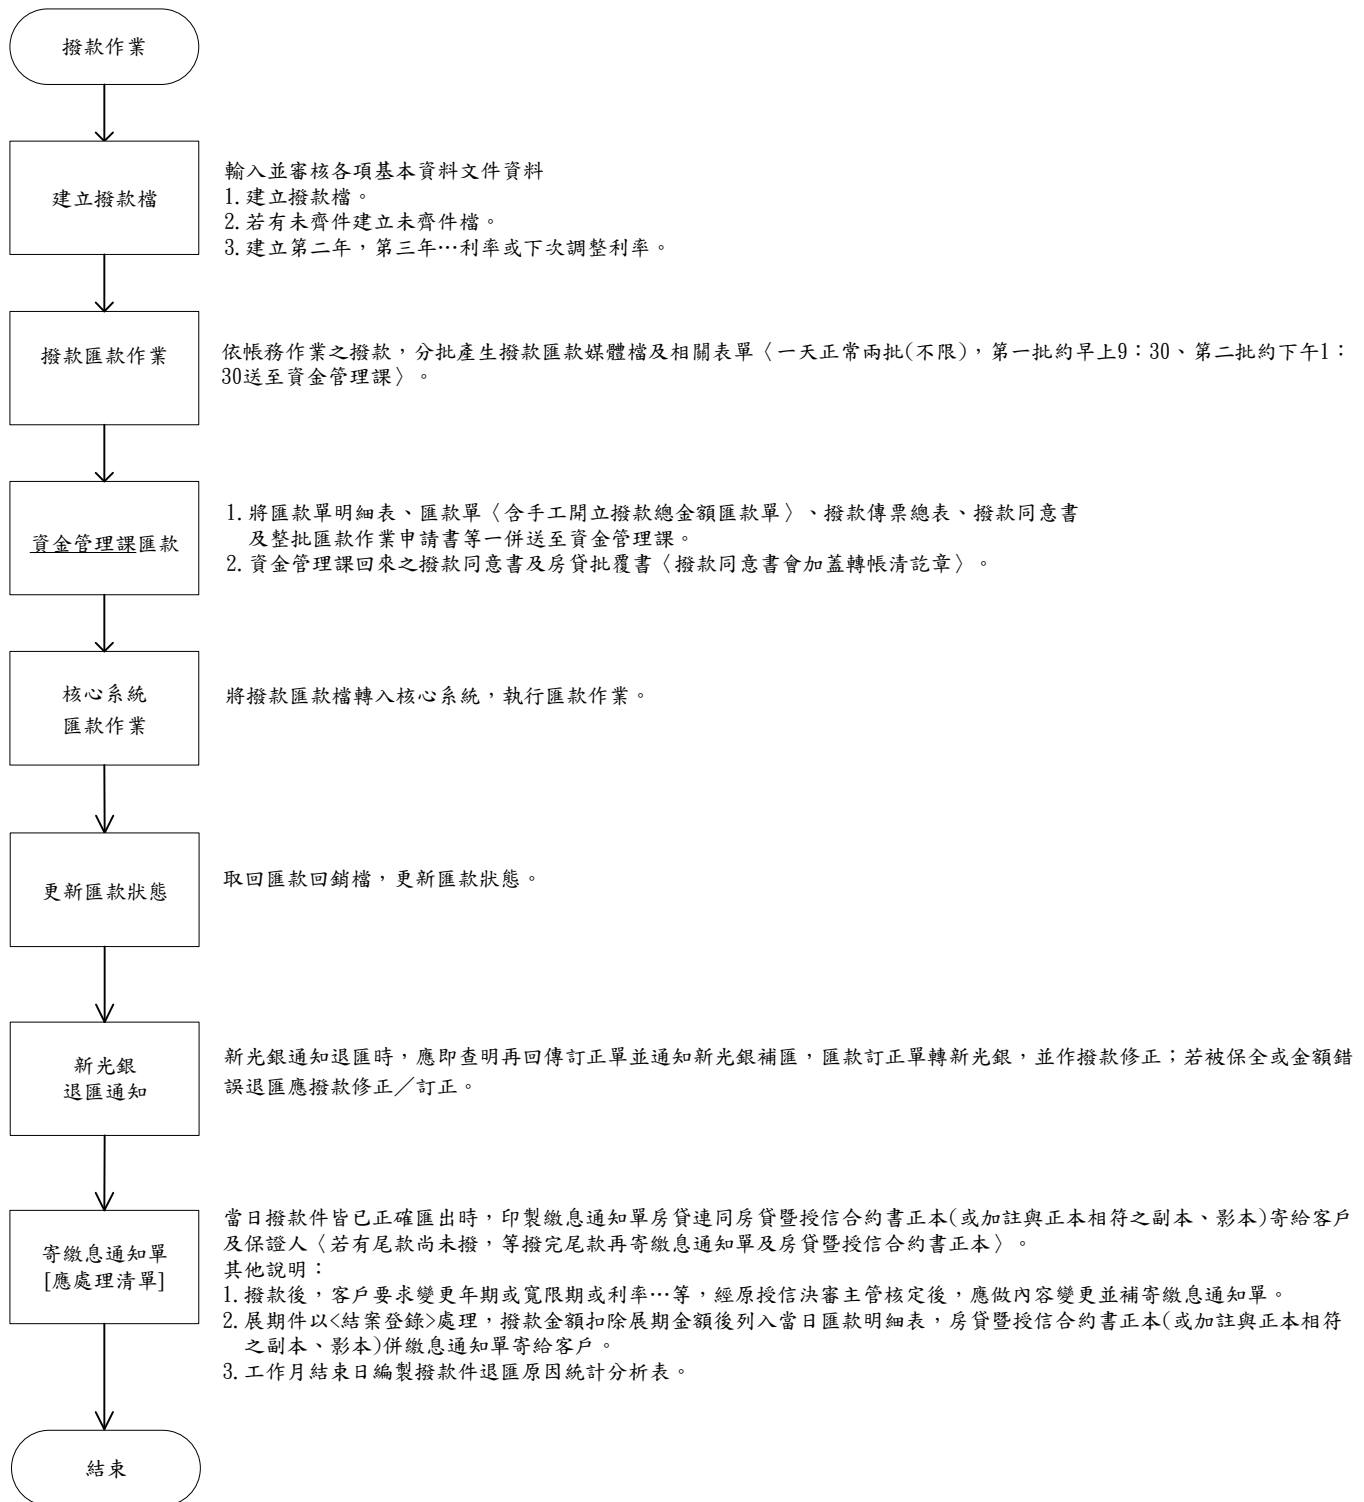 撥款作業
建立撥款檔
輸入並審核各項基本資料文件資料
1.建立撥款檔。
2.若有未齊件建立未齊件檔。
3.建立第二年，第三年…利率或下次調整利率。
撥款匯款作業
依帳務作業之撥款，分批產生撥款匯款媒體檔及相關表單〈一天正常兩批(不限)，第一批約早上9：30、第二批約下午1：
30送至資金管理課〉。
資金管理課匯款
1.將匯款單明細表、匯款單〈含手工開立撥款總金額匯款單〉、撥款傳票總表、撥款同意書
及整批匯款作業申請書等一併送至資金管理課。
2.資金管理課回來之撥款同意書及房貸批覆書〈撥款同意書會加蓋轉帳清訖章〉。
核心系統
匯款作業
將撥款匯款檔轉入核心系統，執行匯款作業。
更新匯款狀態
取回匯款回銷檔，更新匯款狀態。
新光銀
退匯通知
新光銀通知退匯時，應即查明再回傳訂正單並通知新光銀補匯，匯款訂正單轉新光銀，並作撥款修正；若被保全或金額錯
誤退匯應撥款修正／訂正。
寄繳息通知單
[應處理清單]
當日撥款件皆已正確匯出時，印製繳息通知單房貸連同房貸暨授信合約書正本(或加註與正本相符之副本、影本)寄給客戶
及保證人〈若有尾款尚未撥，等撥完尾款再寄繳息通知單及房貸暨授信合約書正本〉。
其他說明：
1.撥款後，客戶要求變更年期或寬限期或利率…等，經原授信決審主管核定後，應做內容變更並補寄繳息通知單。
2.展期件以<結案登錄>處理，撥款金額扣除展期金額後列入當日匯款明細表，房貸暨授信合約書正本(或加註與正本相符
之副本、影本)併繳息通知單寄給客戶。
3.工作月結束日編製撥款件退匯原因統計分析表。
結束